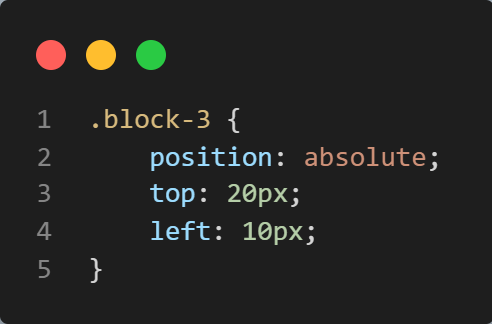 1 .block-3 {
2     position: absolute;
3     top: 20px;
4     left: 10px;
5 }